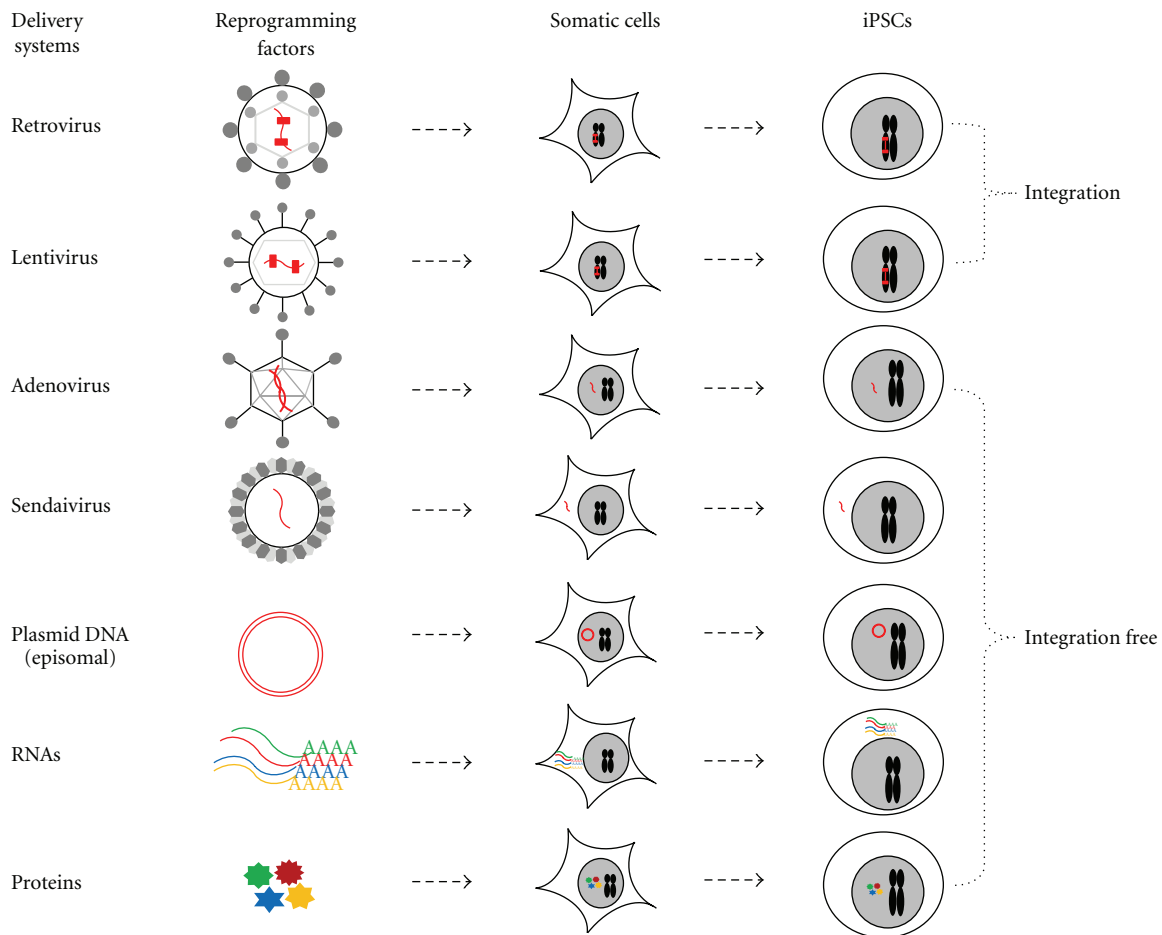 Delivery
systems
Reprogramming
factors
Somatic cells
iPSCs
Retrovirus
Integration
Lentivirus
Adenovirus
Sendaivirus
Plasmid DNA
(episomal)
Integration free
RNAs
AAAA
AAAA
AAAA
AAAA
Proteins